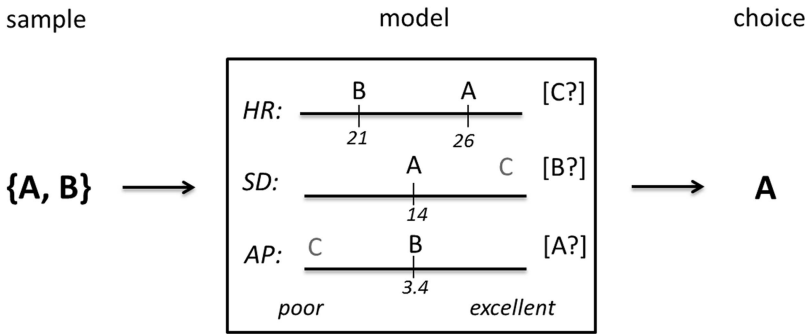 sample model choice
B A [C?]
HR:
21 26
A C [B?]
{A, B} SD: A
14
C B [A?]
AP:
3.4
poor excellent